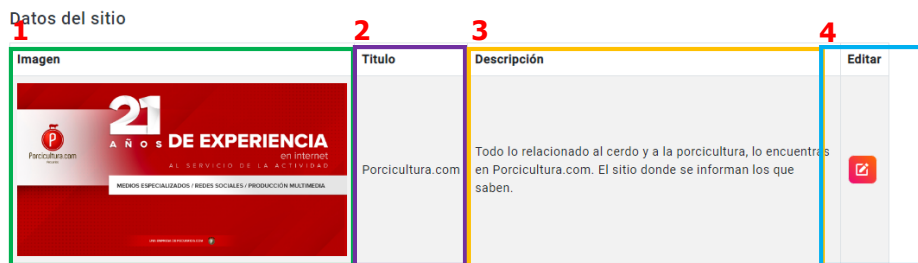 Datos del sitio
1 2 3 4
Imagen Titulo Descripción Editar
21
AÑOS DE EXPERIENCIA
en internet
AL SERVICIO DE LA ACTIVIDAD
Porcicultura.com
MEDIOS ESPECIALIZADOS / REDES SOCIALES / PRODUCCIÓN MULTIMEDIA
Porcicultura.com
Todo lo relacionado al cerdo y a la porcicultura, lo encuentras
en Porcicultura.com. El sitio donde se informan los que
saben.